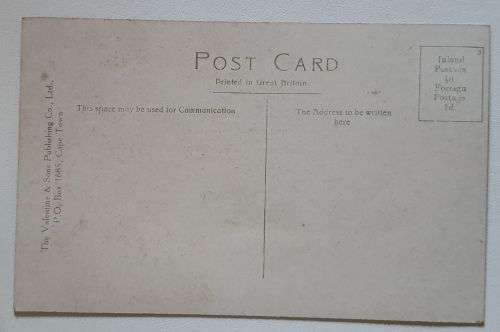 POST CARD
Printed in Great Britain.
This space may be used for Communication
The Address to be written
here
Inland
Postage
½d
Foreign
Postage
1d.
The Valentine & Sons Publishing Co., Ltd.,
P.O. Box 1685, Cape Town